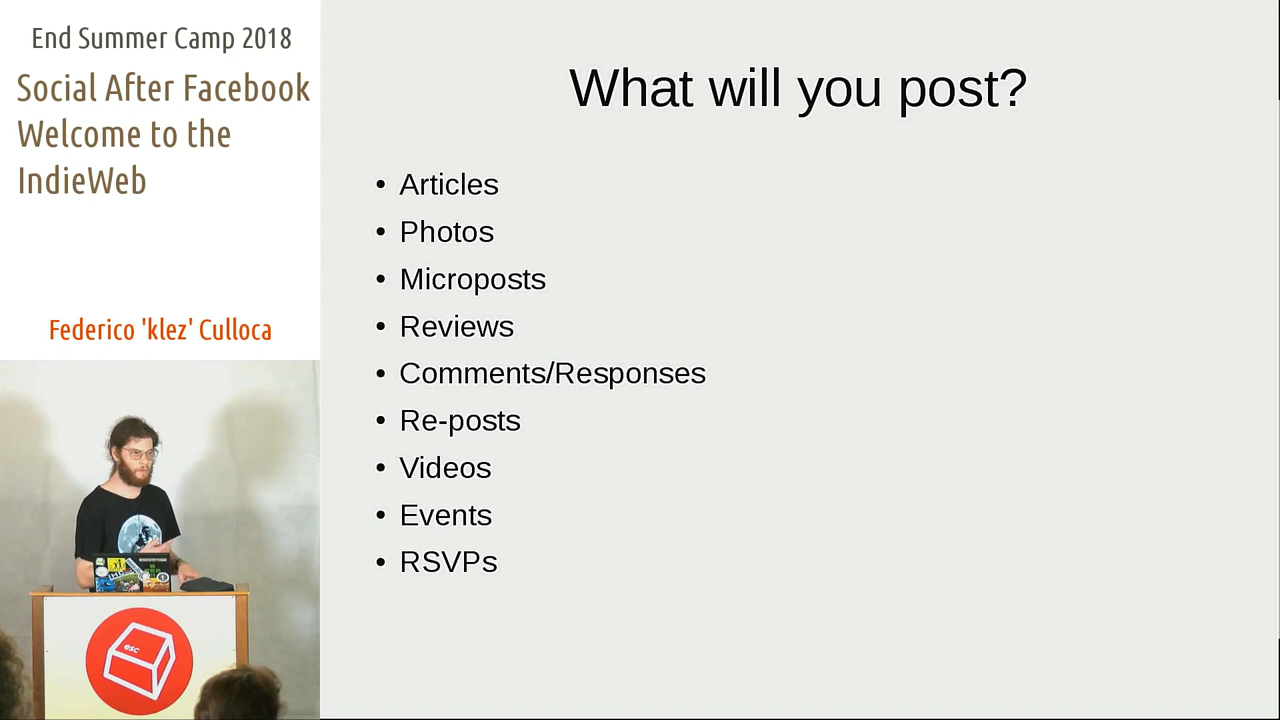 End Summer Camp 2018
Social After Facebook
Welcome to the
IndieWeb
Federico 'klez' Culloca
esc
What will you post?
• Articles
• Photos
• Microposts
• Reviews
• Comments/Responses
• Re-posts
• Videos
• Events
• RSVPs